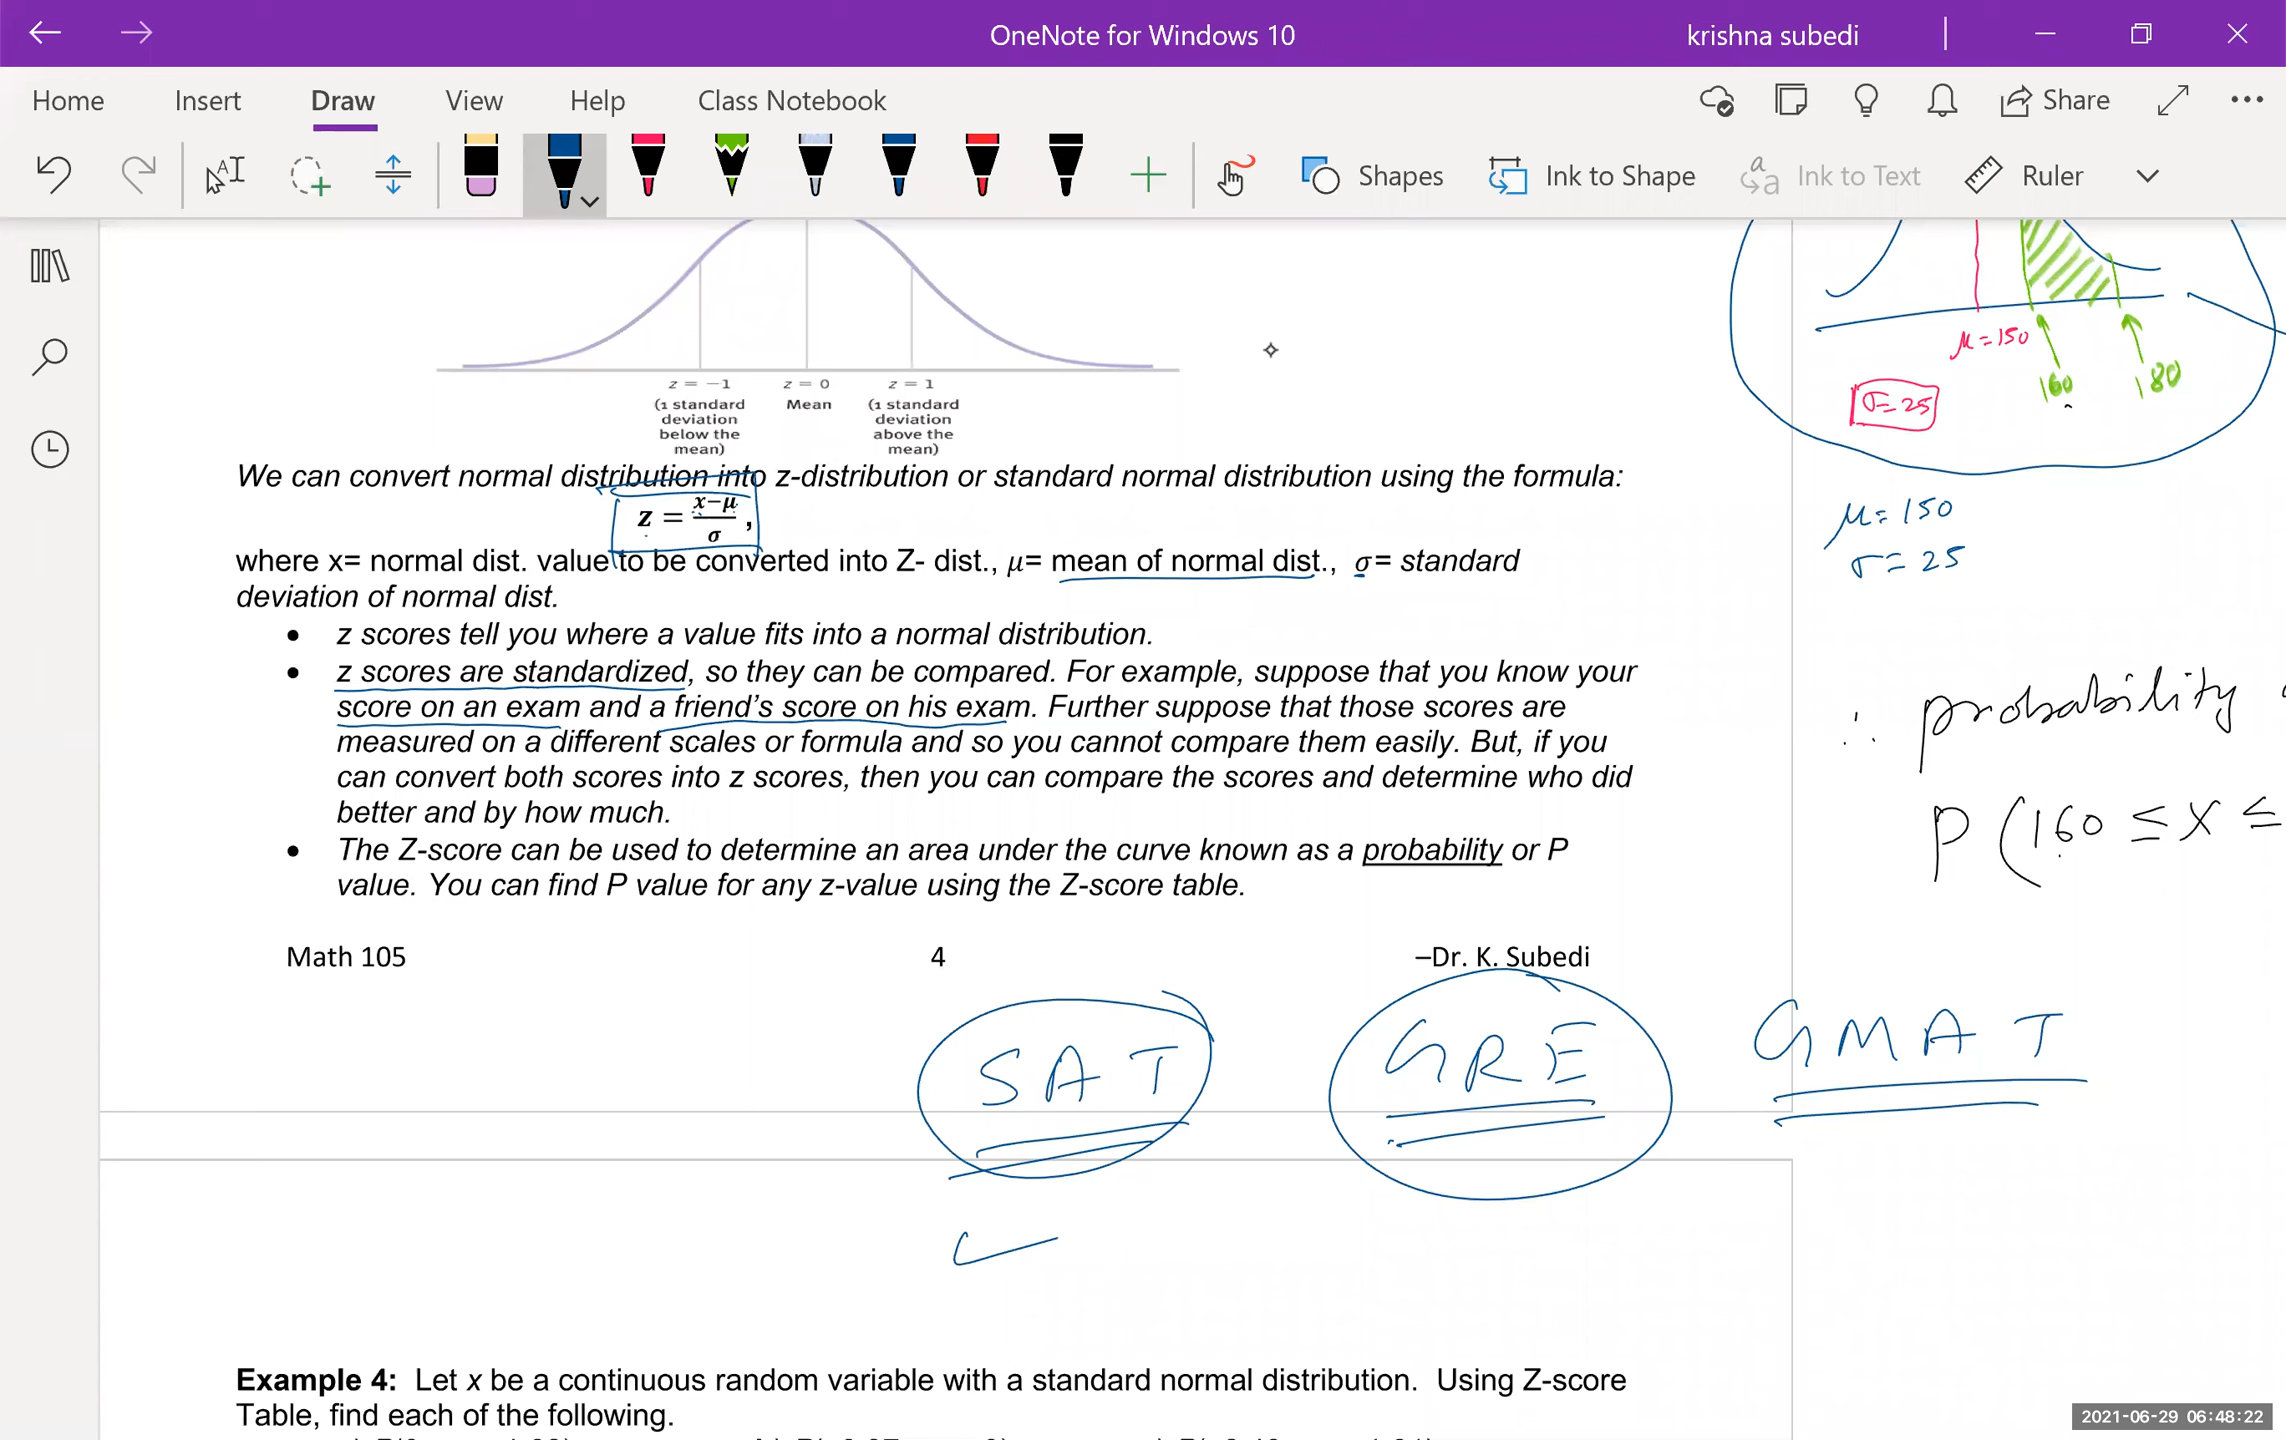 OneNote for Windows 10
krishna subedi
Home Insert Draw View Help Class Notebook
Share
Shapes Ink to Shape Ink to Text Ruler
z = −1 z = 0 z = 1
(1 standard Mean (1 standard
deviation deviation
below the above the
mean) mean)
μ=150
160 180
σ=25
We can convert normal distribution into z-distribution or standard normal distribution using the formula:
z = x−μ
σ ,
μ= 150
σ= 25
where x= normal dist. value to be converted into Z- dist., μ= mean of normal dist., σ= standard
deviation of normal dist.
• z scores tell you where a value fits into a normal distribution.
• z scores are standardized, so they can be compared. For example, suppose that you know your
score on an exam and a friend's score on his exam. Further suppose that those scores are
measured on a different scales or formula and so you cannot compare them easily. But, if you
can convert both scores into z scores, then you can compare the scores and determine who did
better and by how much.
∴ probability
P (160 ≤ X ≤
• The Z-score can be used to determine an area under the curve known as a probability or P
value. You can find P value for any z-value using the Z-score table.
Math 105 4 –Dr. K. Subedi
SAT GRE GMAT
Example 4: Let x be a continuous random variable with a standard normal distribution. Using Z-score
Table, find each of the following.
2021-06-29 06:48:22